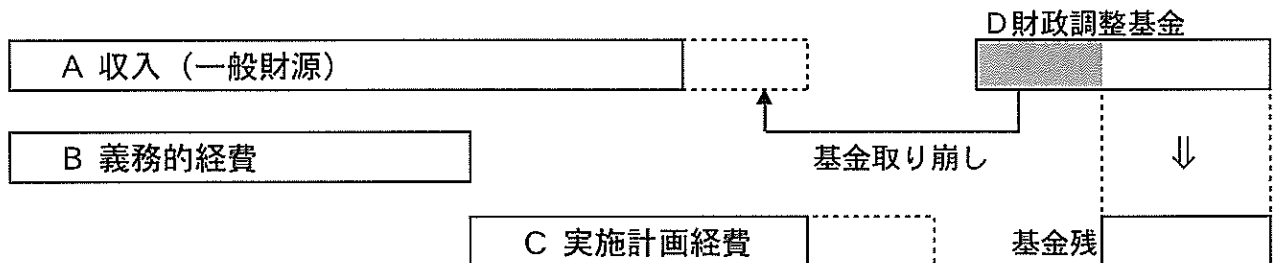 D財政調整基金
A 収入（一般財源）
B 義務的経費
基金取り崩し
⇓
C 実施計画経費
基金残